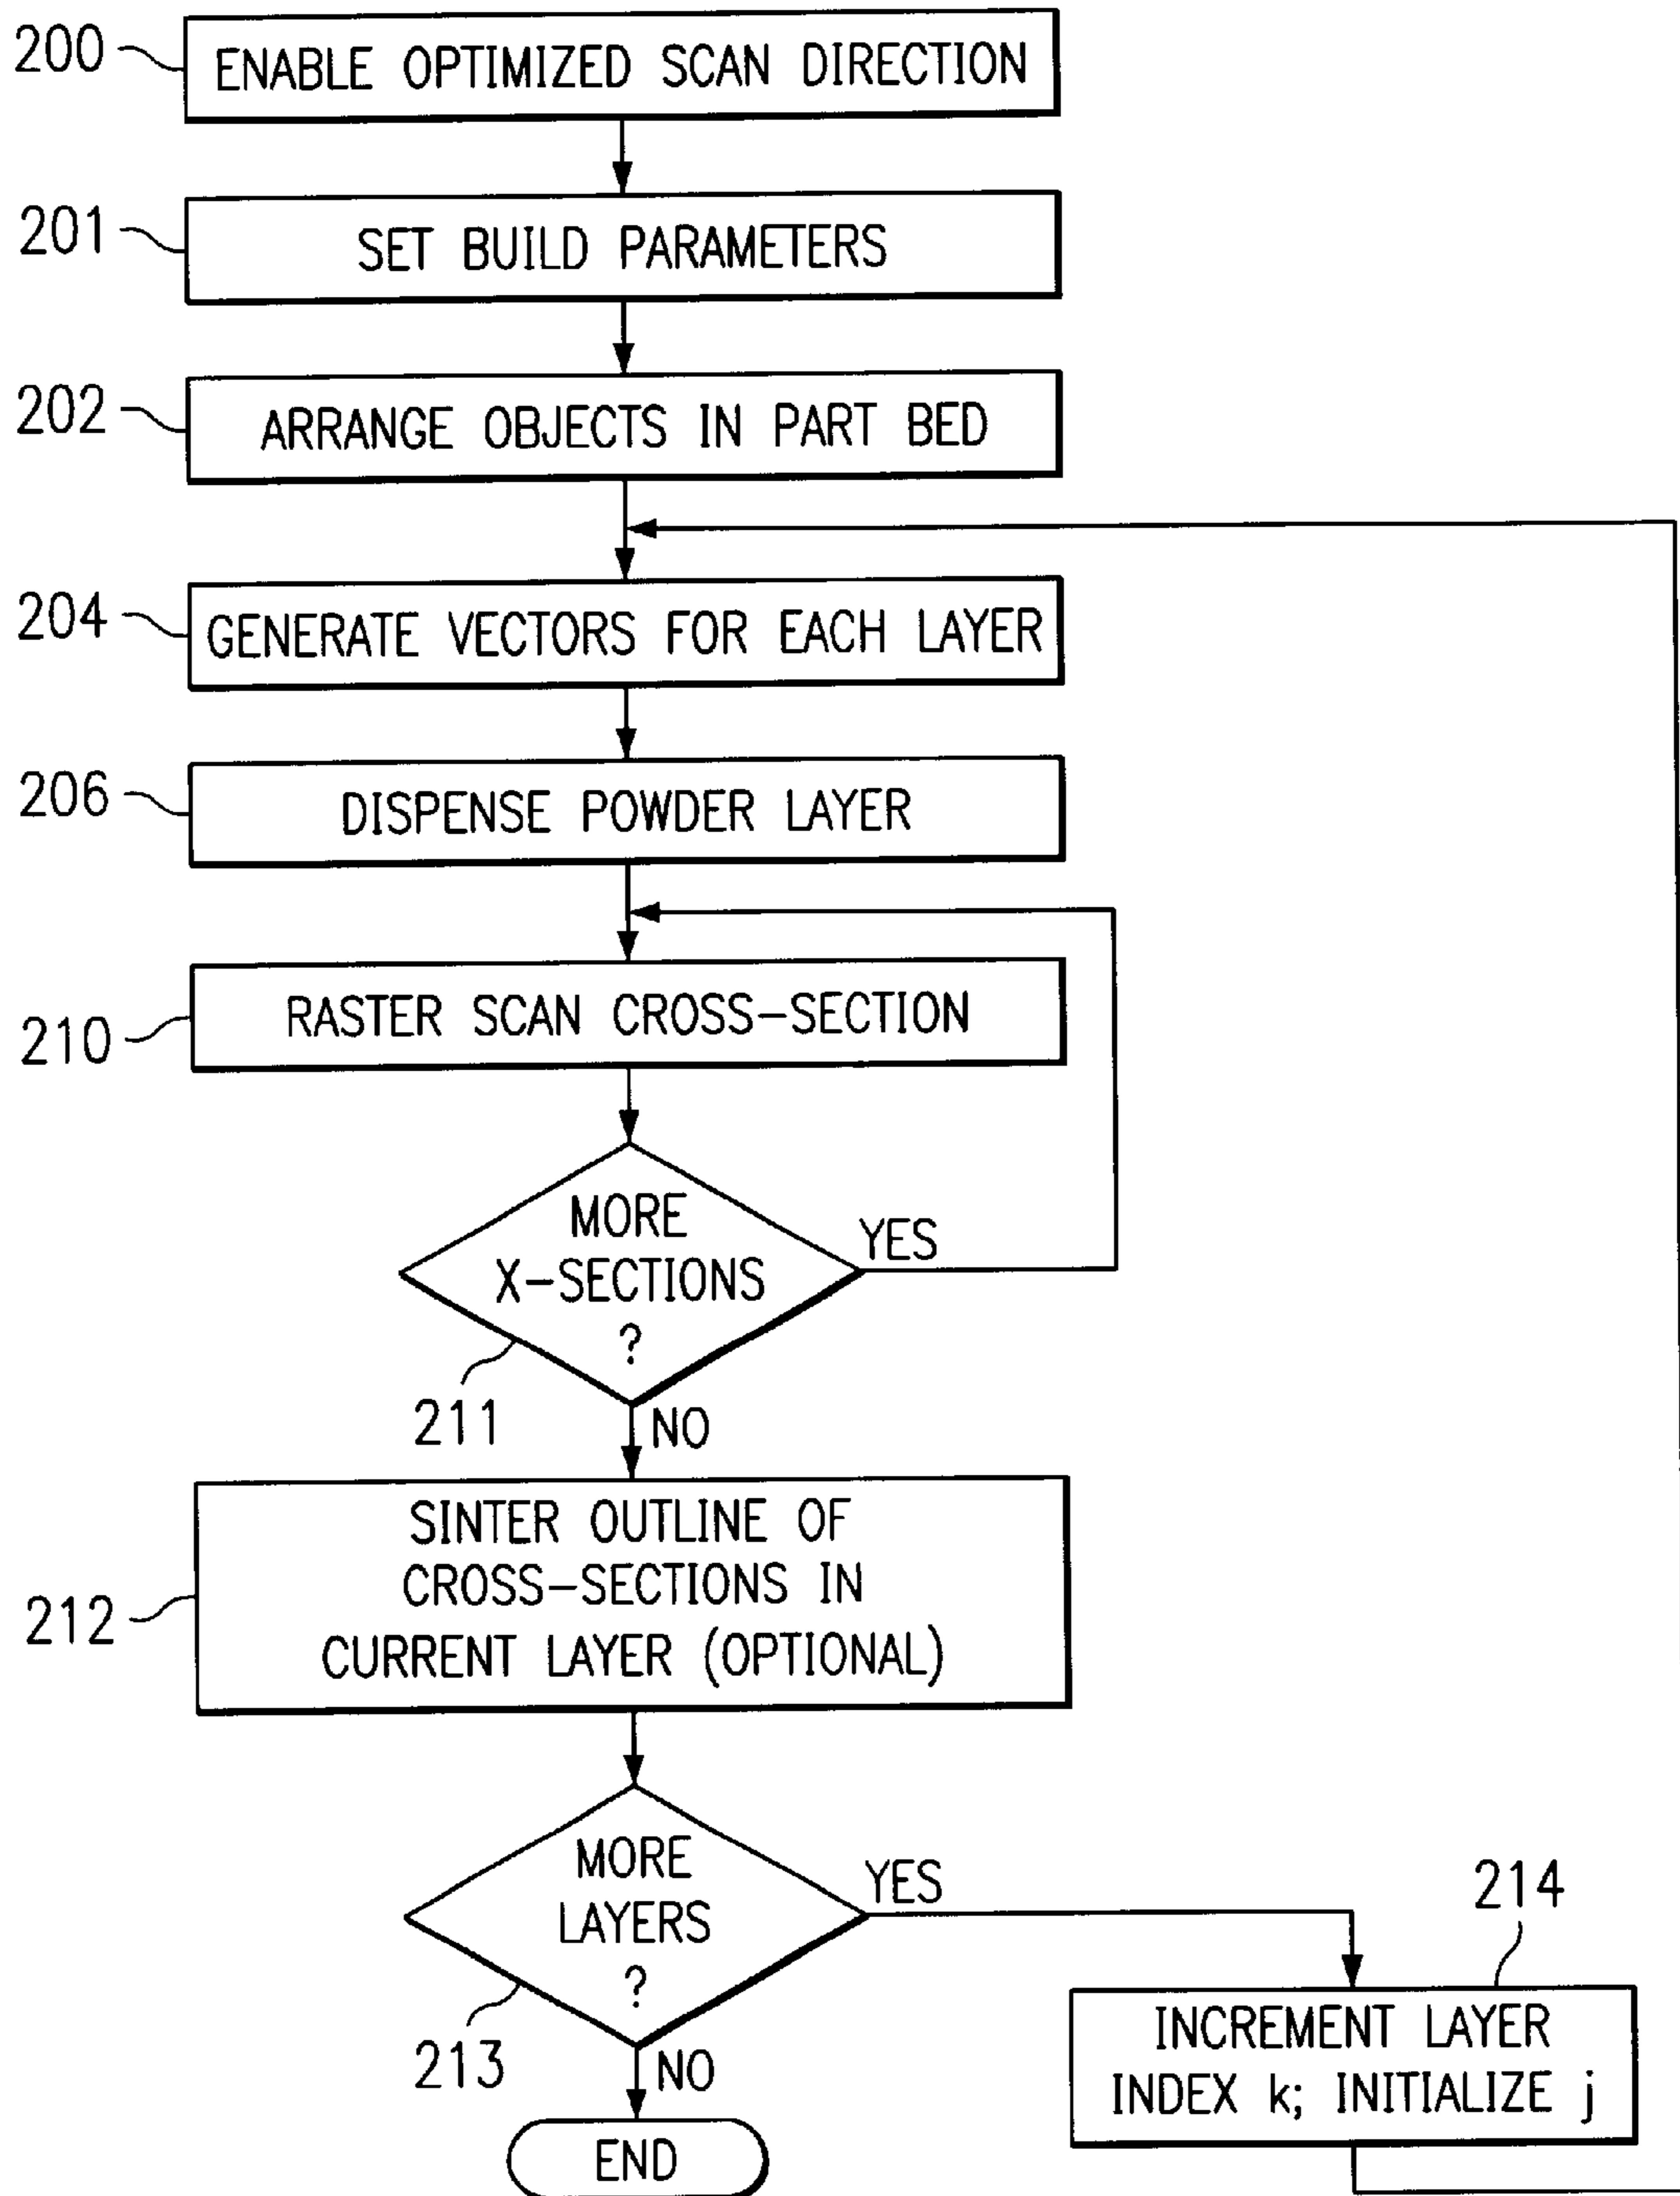 200
ENABLE OPTIMIZED SCAN DIRECTION
201
SET BUILD PARAMETERS
202
ARRANGE OBJECTS IN PART BED
204
GENERATE VECTORS FOR EACH LAYER
206
DISPENSE POWDER LAYER
210
RASTER SCAN CROSS-SECTION
MORE
X-SECTIONS
?
YES
211
NO
212
SINTER OUTLINE OF
CROSS-SECTIONS IN
CURRENT LAYER (OPTIONAL)
MORE
LAYERS
?
YES
213
NO
214
INCREMENT LAYER
INDEX k; INITIALIZE j
END